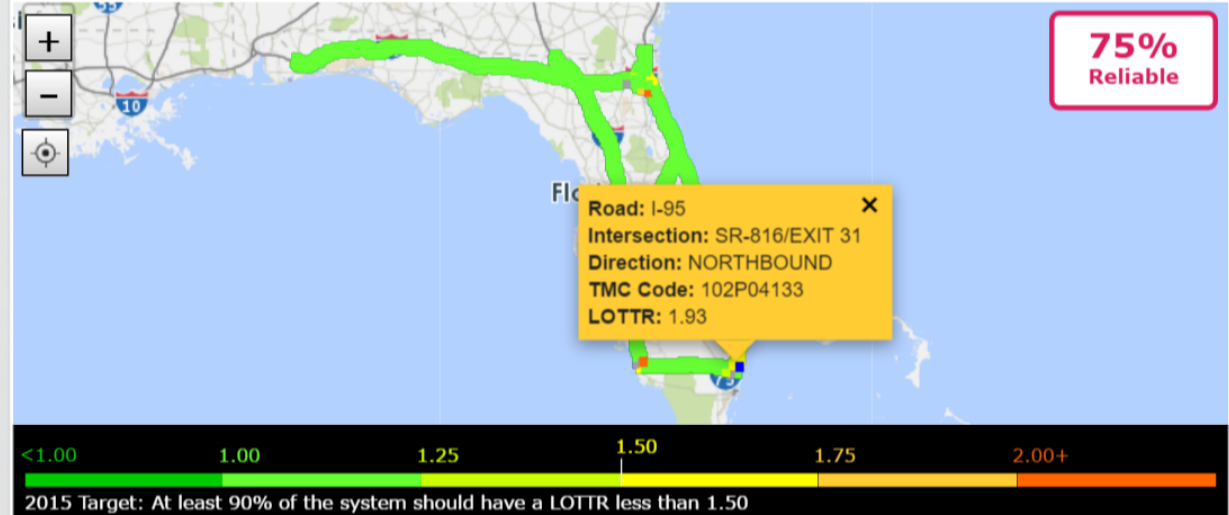 +
−
10
75%
Reliable
Road: I-95
Intersection: SR-816/EXIT 31
Direction: NORTHBOUND
TMC Code: 102P04133
LOTTR: 1.93
<1.00 1.00 1.25 1.50 1.75 2.00+
2015 Target: At least 90% of the system should have a LOTTR less than 1.50